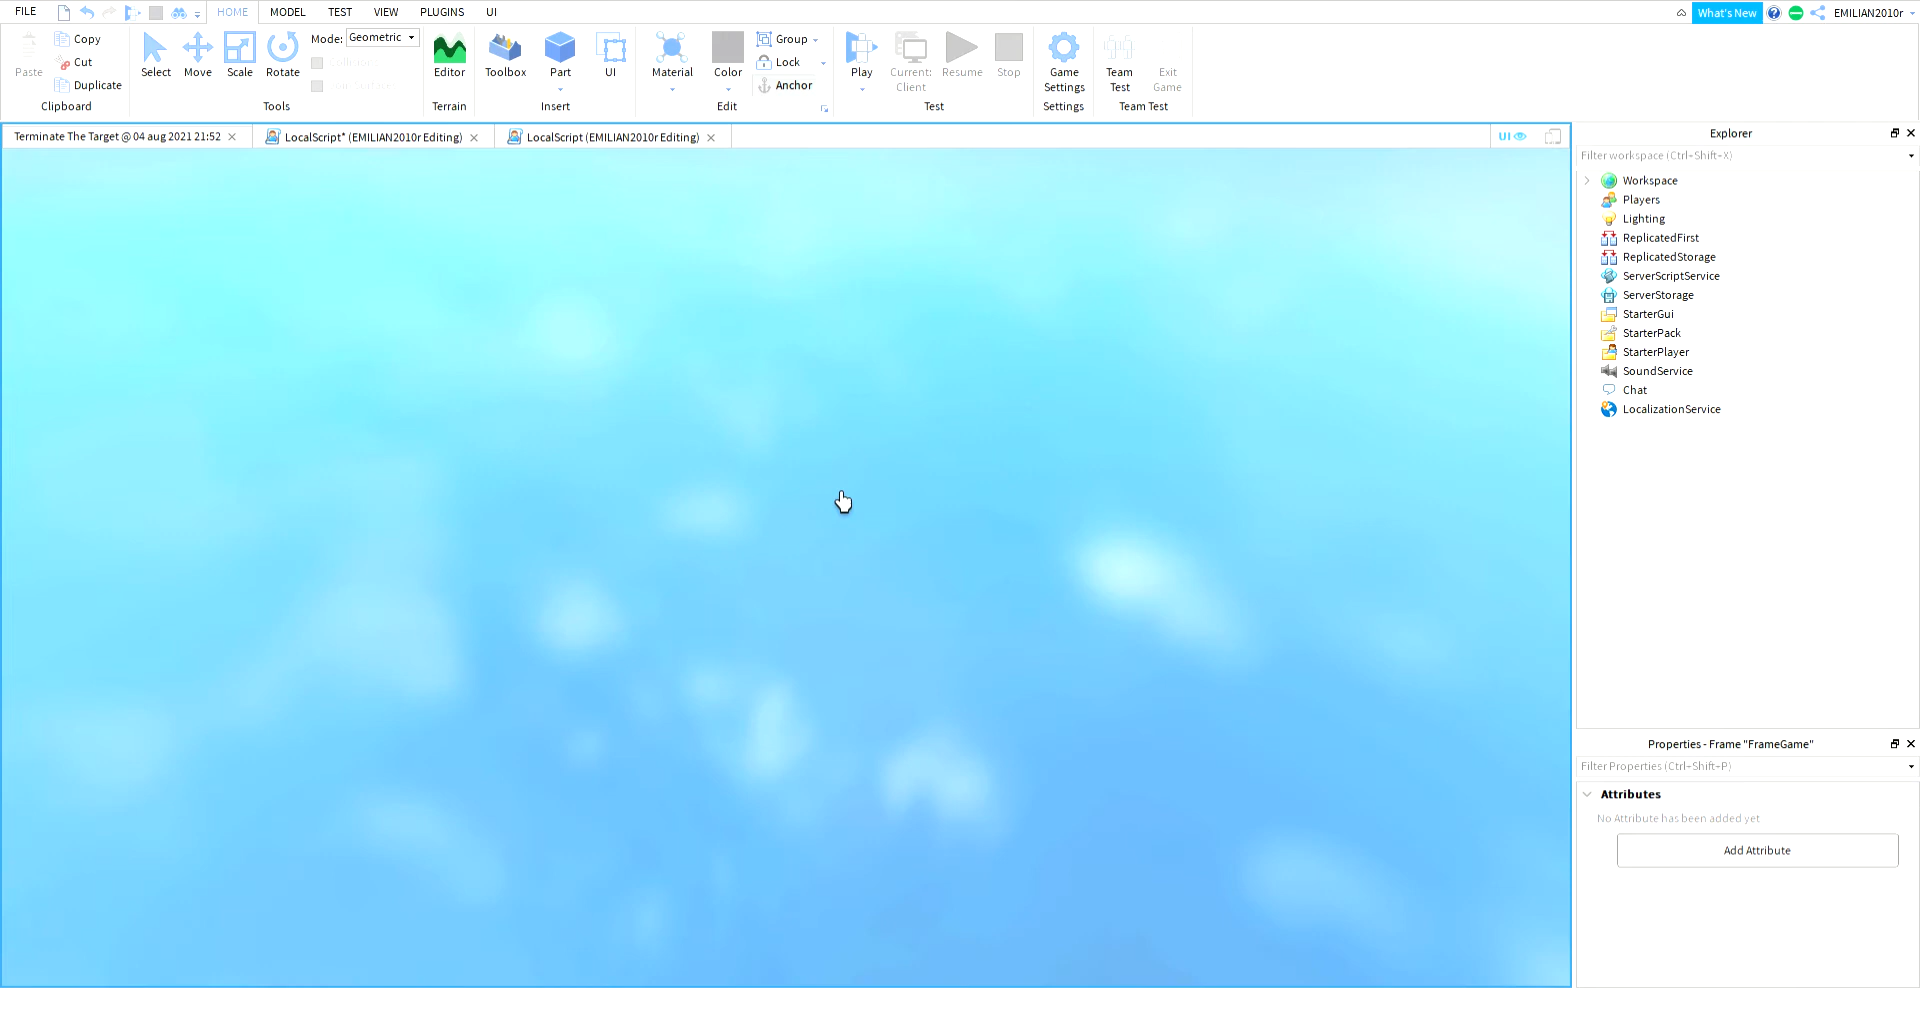 FILE HOME MODEL TEST VIEW PLUGINS UI What's New EMILIAN2010r
Copy
Cut
Duplicate
Paste
Clipboard
Select Move Scale Rotate
Mode: Geometric
Tools
Editor
Terrain
Toolbox Part UI
Insert
Material Color
Group
Lock
Anchor
Edit
Play Current: Client Resume Stop
Test
Game Settings
Settings
Team Test
Exit Game
Team Test
Terminate The Target @ 04 aug 2021 21:52
LocalScript* (EMILIAN2010r Editing)
LocalScript (EMILIAN2010r Editing)
UI
Explorer
Filter workspace (Ctrl+Shift+X)
Workspace
Players
Lighting
ReplicatedFirst
ReplicatedStorage
ServerScriptService
ServerStorage
StarterGui
StarterPack
StarterPlayer
SoundService
Chat
LocalizationService
Properties - Frame "FrameGame"
Filter Properties (Ctrl+Shift+P)
Attributes
No Attribute has been added yet
Add Attribute